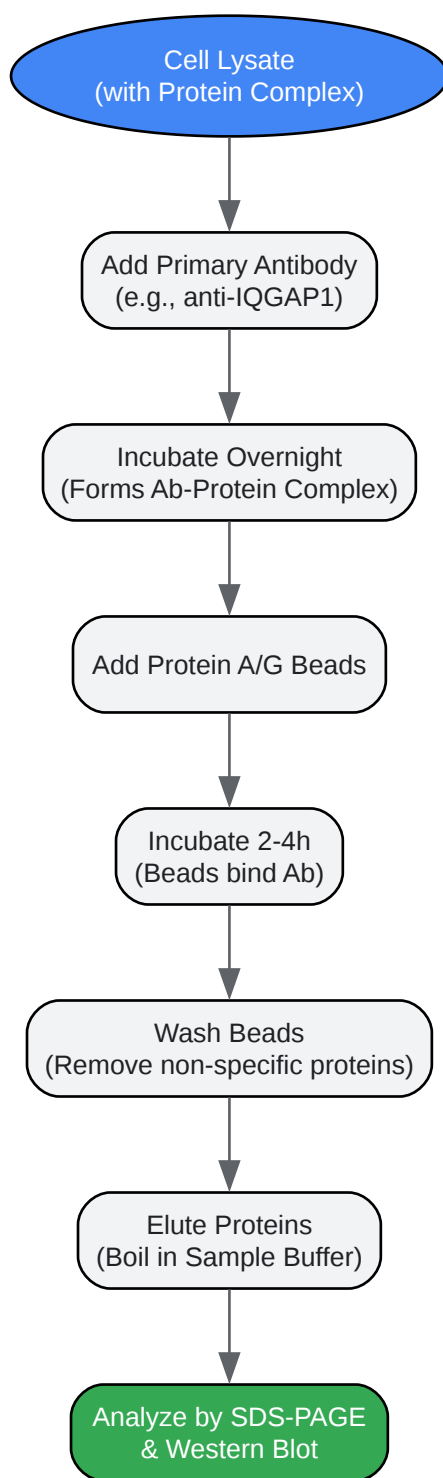 Cell Lysate
(with Protein Complex)
Add Primary Antibody
(e.g., anti-IQGAP1)
Incubate Overnight
(Forms Ab-Protein Complex)
Add Protein A/G Beads
Incubate 2-4h
(Beads bind Ab)
Wash Beads
(Remove non-specific proteins)
Elute Proteins
(Boil in Sample Buffer)
Analyze by SDS-PAGE
& Western Blot